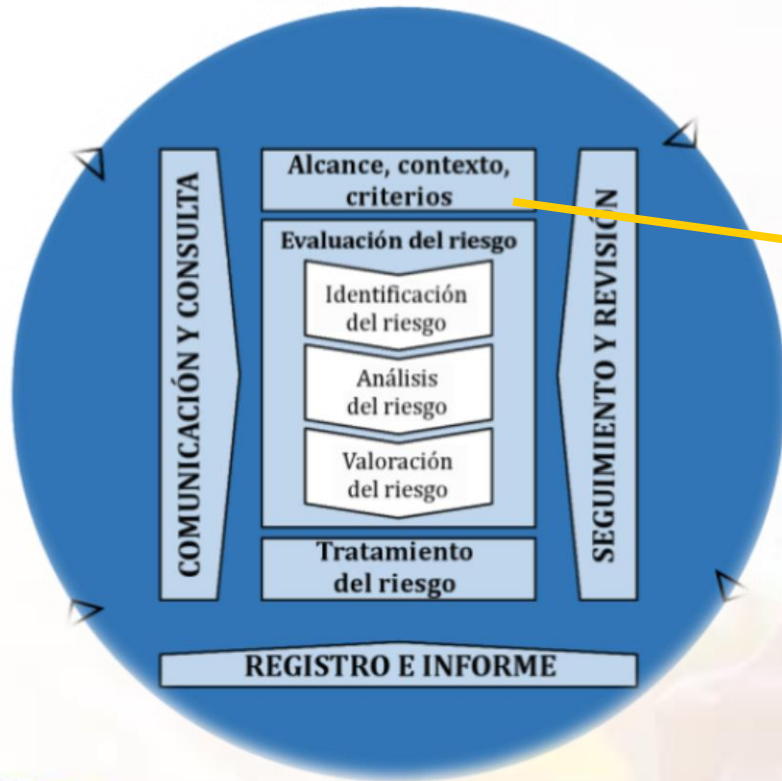 Alcance, contexto,
criterios
Evaluación del riesgo
Identificación
del riesgo
Análisis
del riesgo
Valoración
del riesgo
Tratamiento
del riesgo
COMUNICACIÓN Y CONSULTA
SEGUIMIENTO Y REVISIÓN
REGISTRO E INFORME